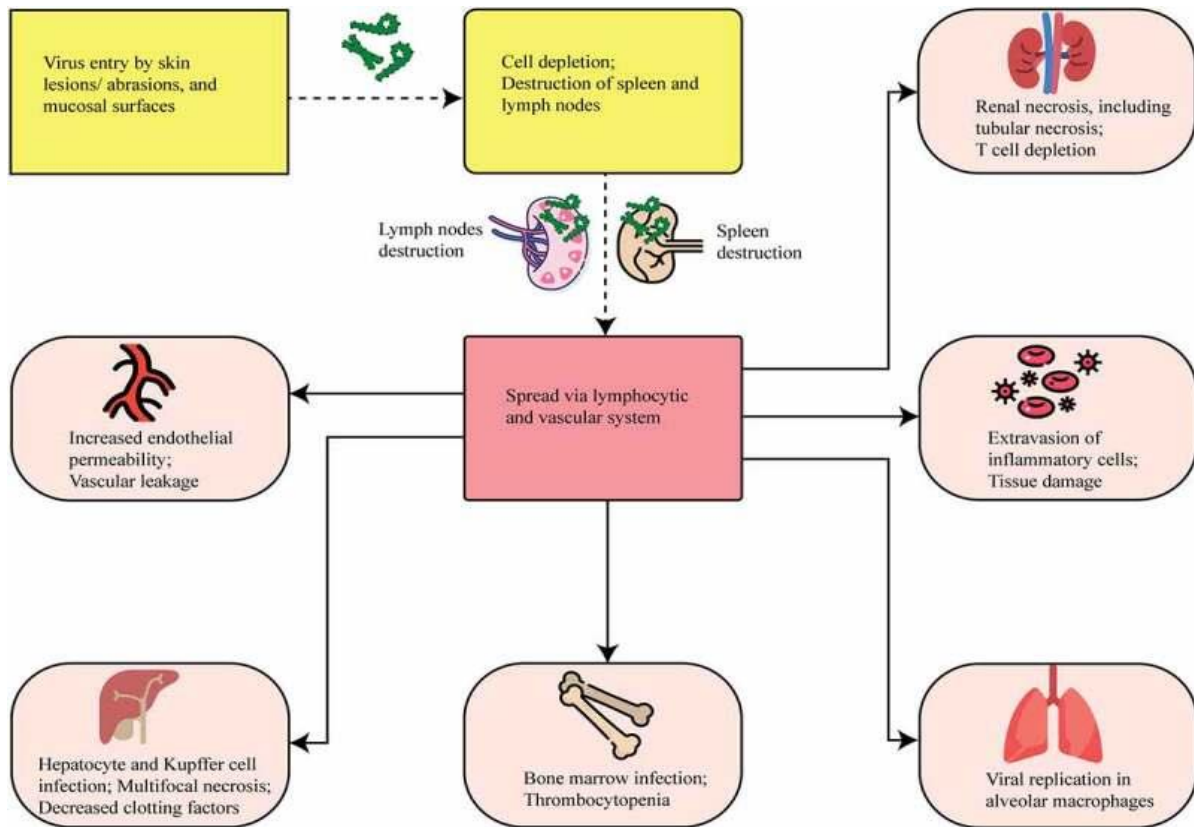 Virus entry by skin
lesions/ abrasions, and
mucosal surfaces
Cell depletion;
Destruction of spleen and
lymph nodes
Renal necrosis, including
tubular necrosis;
T cell depletion
Lymph nodes
destruction
Spleen
destruction
Increased endothelial
permeability;
Vascular leakage
Spread via lymphocytic
and vascular system
Extravasion of
inflammatory cells;
Tissue damage
Hepatocyte and Kupffer cell
infection; Multifocal necrosis;
Decreased clotting factors
Bone marrow infection;
Thrombocytopenia
Viral replication in
alveolar macrophages